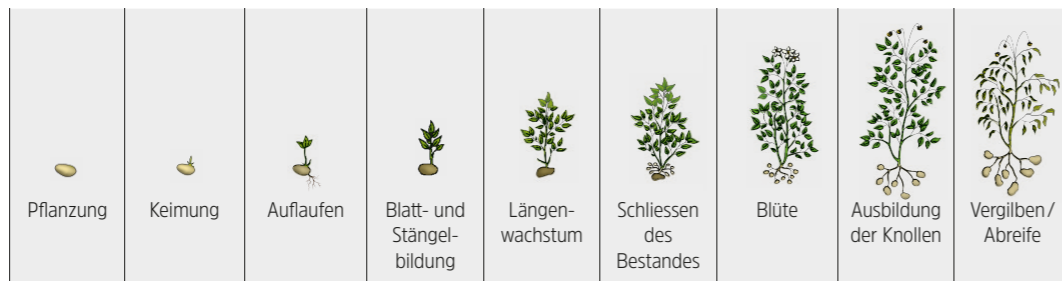 Pflanzung
Keimung
Auflaufen
Blatt- und
Stängel-
bildung
Längen-
wachstum
Schliessen
des
Bestandes
Blüte
Ausbildung
der Knollen
Vergilben/
Abreife